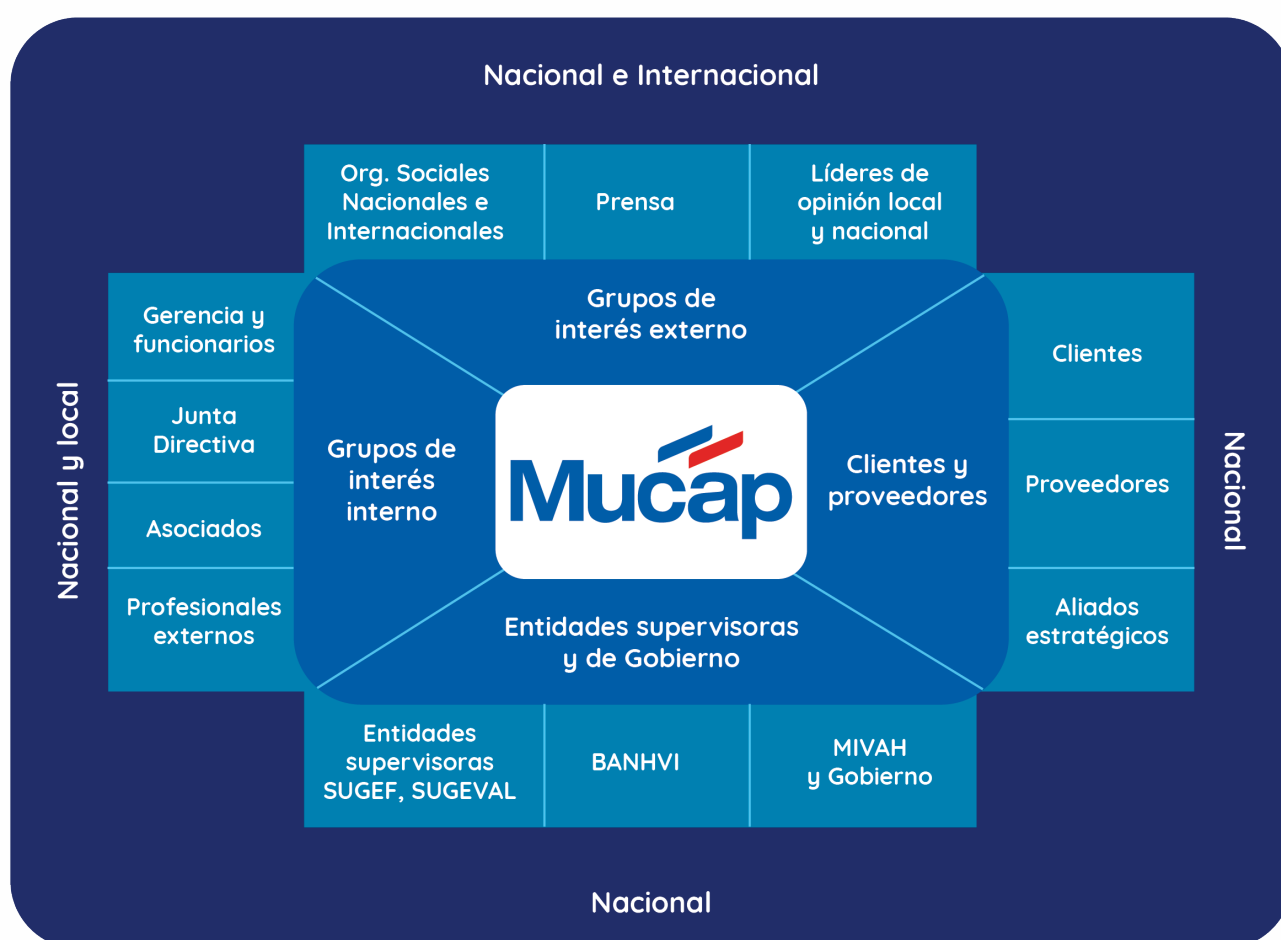 Nacional e Internacional
Org. Sociales
Nacionales e
Internacionales
Prensa
Líderes de
opinión local
y nacional
Grupos de
interés externo
Nacional y local
Gerencia y
funcionarios
Junta
Directiva
Asociados
Profesionales
externos
Grupos de
interés
interno
Mucap
Clientes y
proveedores
Clientes
Proveedores
Aliados
estratégicos
Nacional
Entidades supervisoras
y de Gobierno
Entidades
supervisoras
SUGEF, SUGEVAL
BANHVI
MIVAH
y Gobierno
Nacional